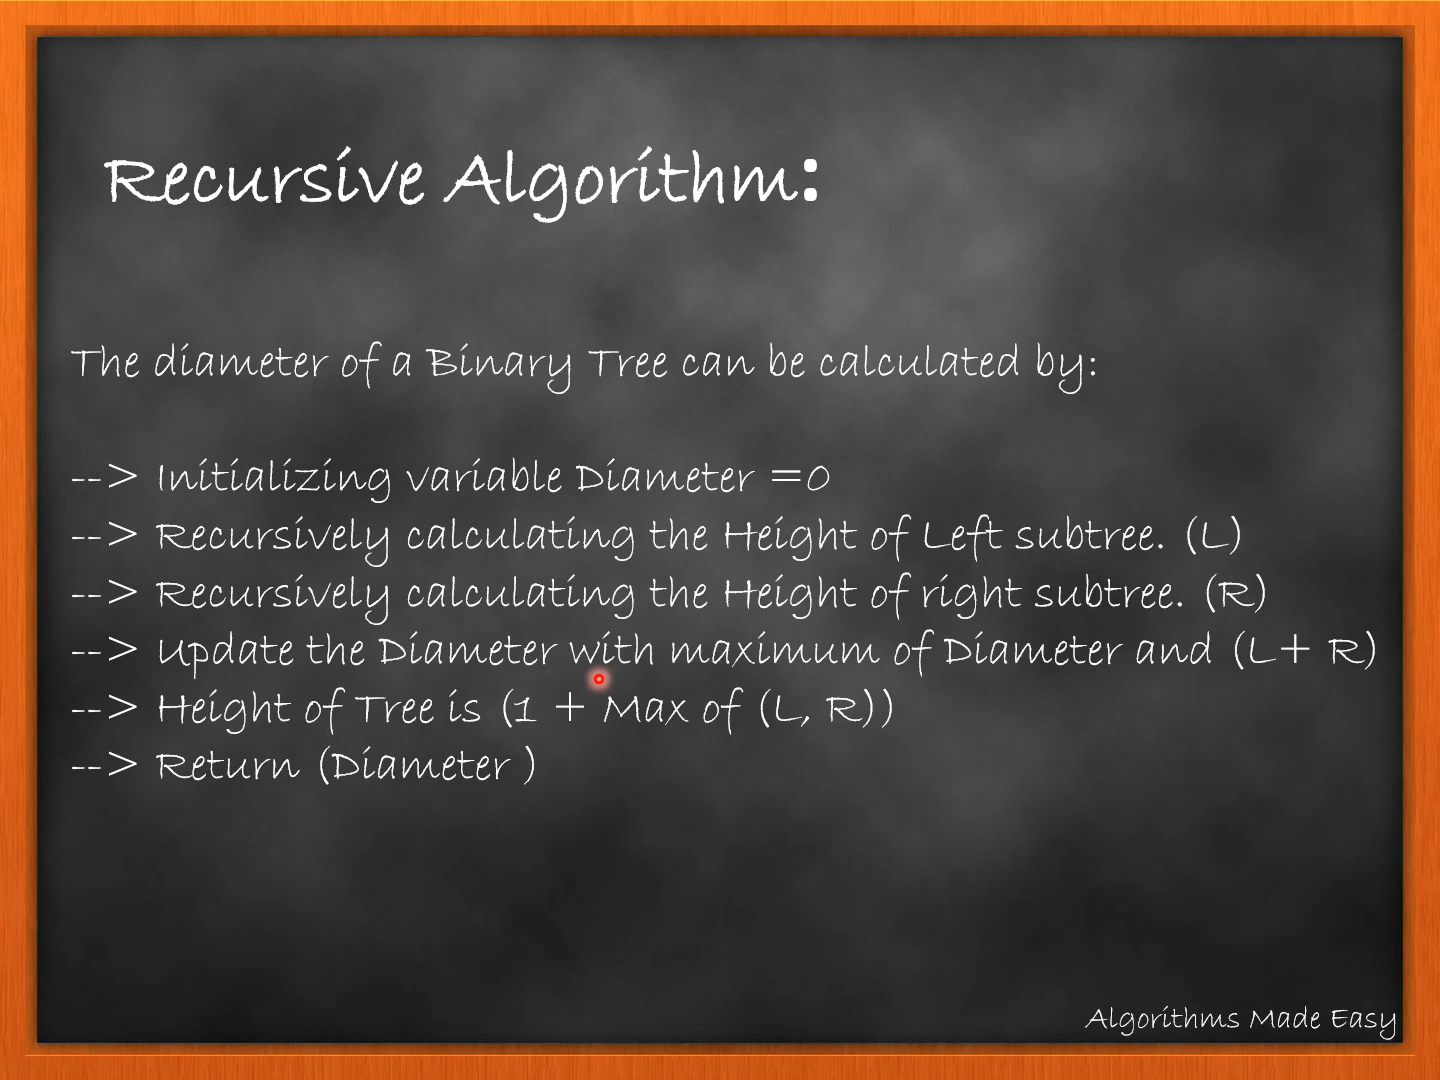 Recursive Algorithm:
The diameter of a Binary Tree can be calculated by:
--> Initializing variable Diameter =0
--> Recursively calculating the Height of Left subtree. (L)
--> Recursively calculating the Height of right subtree. (R)
--> Update the Diameter with maximum of Diameter and (L+ R)
--> Height of Tree is (1 + Max of (L, R))
--> Return (Diameter )
Algorithms Made Easy